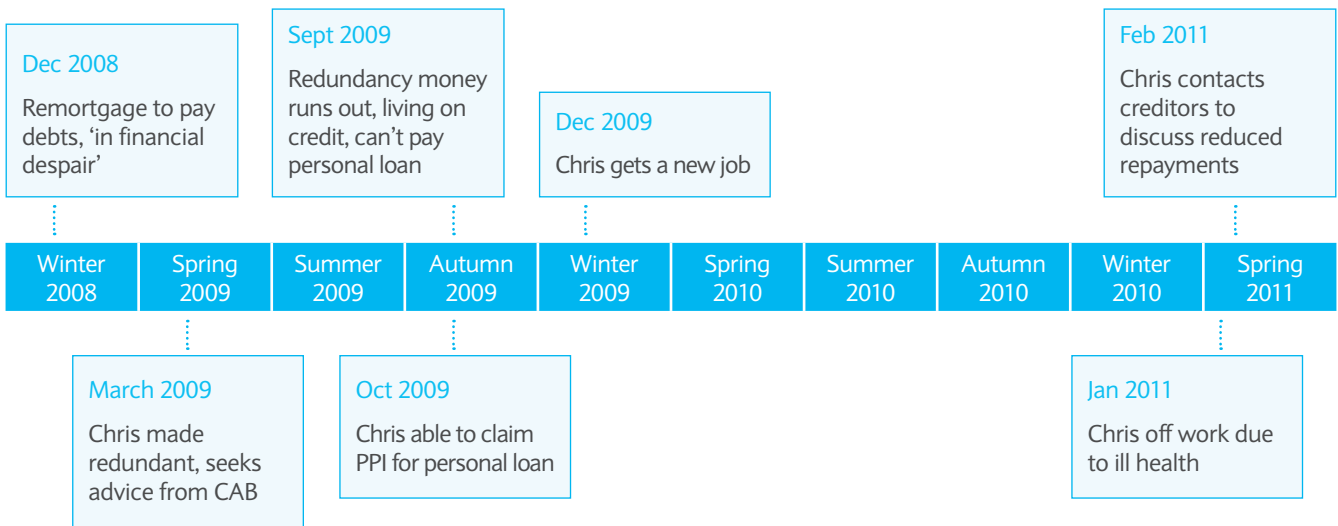 Dec 2008
Remortgage to pay
debts, ‘in financial
despair’
Sept 2009
Redundancy money
runs out, living on
credit, can’t pay
personal loan
Dec 2009
Chris gets a new job
Feb 2011
Chris contacts
creditors to
discuss reduced
repayments
Winter
2008
Spring
2009
Summer
2009
Autumn
2009
Winter
2009
Spring
2010
Summer
2010
Autumn
2010
Winter
2010
Spring
2011
March 2009
Chris made
redundant, seeks
advice from CAB
Oct 2009
Chris able to claim
PPI for personal loan
Jan 2011
Chris off work due
to ill health